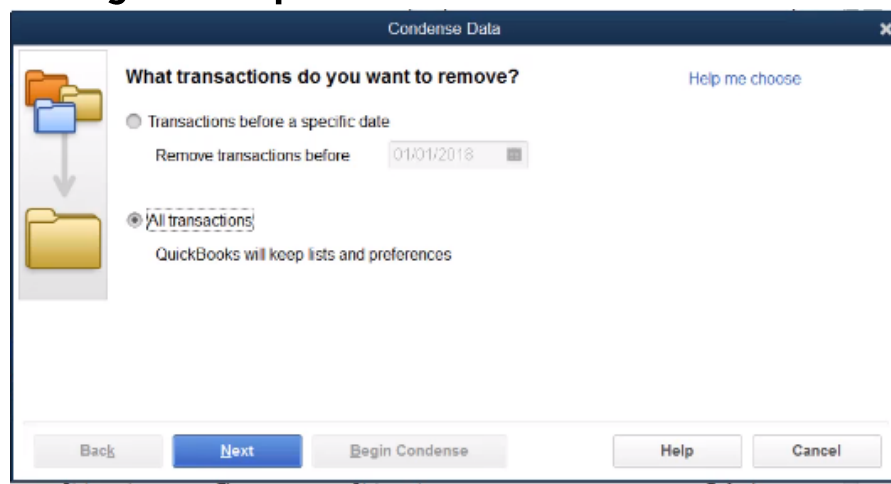 Condense Data
What transactions do you want to remove?
Help me choose
Transactions before a specific date
Remove transactions before 01/01/2018
All transactions
QuickBooks will keep lists and preferences
Back Next Begin Condense Help Cancel